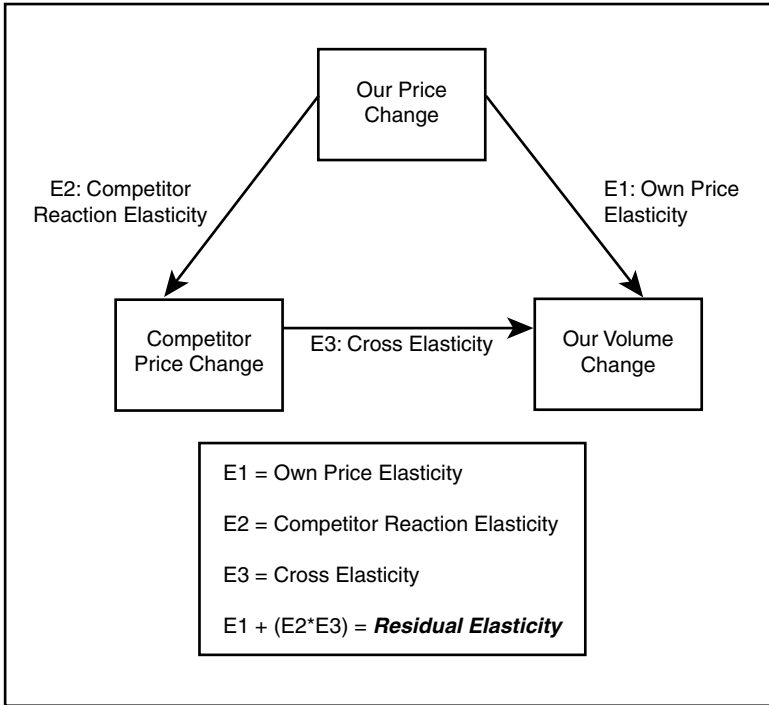 Our Price
Change
E2: Competitor
Reaction Elasticity
E1: Own Price
Elasticity
Competitor
Price Change
E3: Cross Elasticity
Our Volume
Change
E1 = Own Price Elasticity
E2 = Competitor Reaction Elasticity
E3 = Cross Elasticity
E1 + (E2*E3) = Residual Elasticity